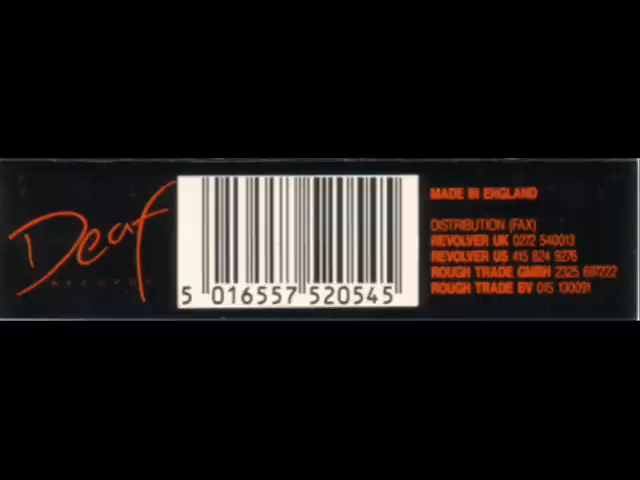 Deaf
RECORDS
5 016557 520545
MADE IN ENGLAND
DISTRIBUTION (FAX)
REVOLVER UK 0272 540013
REVOLVER US 415 824 9276
ROUGH TRADE GMBH 2325
ROUGH TRADE BV 015 130091